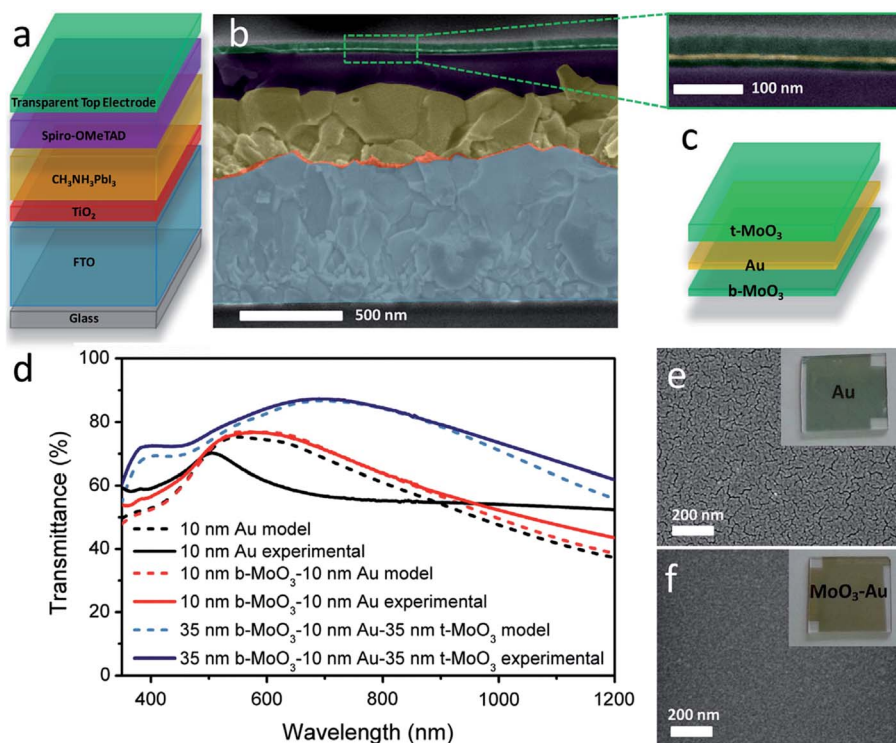 a
Transparent Top Electrode
Spiro-OMeTAD
CH₃NH₃PbI₃
TiO₂
FTO
Glass
b
500 nm
100 nm
c
t-MoO₃
Au
b-MoO₃
d
Transmittance (%)
100
80
60
40
20
0
10 nm Au model
10 nm Au experimental
10 nm b-MoO₃-10 nm Au model
10 nm b-MoO₃-10 nm Au experimental
35 nm b-MoO₃-10 nm Au-35 nm t-MoO₃ model
35 nm b-MoO₃-10 nm Au-35 nm t-MoO₃ experimental
400 600 800 1000 1200
Wavelength (nm)
e
Au
200 nm
f
MoO₃-Au
200 nm